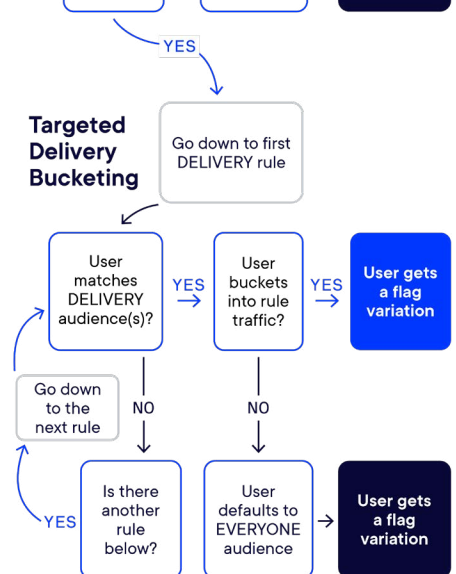 YES
Targeted
Delivery
Bucketing
Go down to first
DELIVERY rule
User
matches
DELIVERY
audience(s)?
YES
User
buckets
into rule
traffic?
YES
User gets
a flag
variation
Go down
to the
next rule
NO
NO
YES
Is there
another
rule
below?
User
defaults to
EVERYONE
audience
User gets
a flag
variation